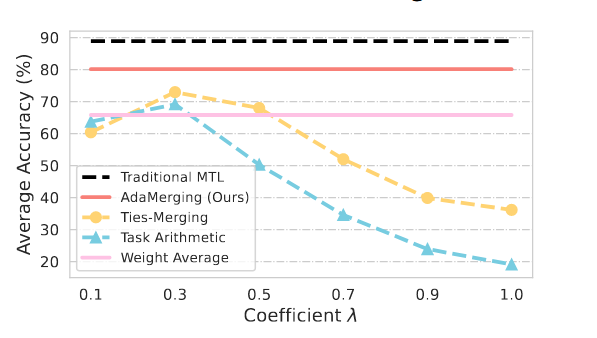 90
80
70
60
50
40
30
20
Average Accuracy (%)
Traditional MTL
AdaMerging (Ours)
Ties-Merging
Task Arithmetic
Weight Average
0.1 0.3 0.5 0.7 0.9 1.0
Coefficient λ